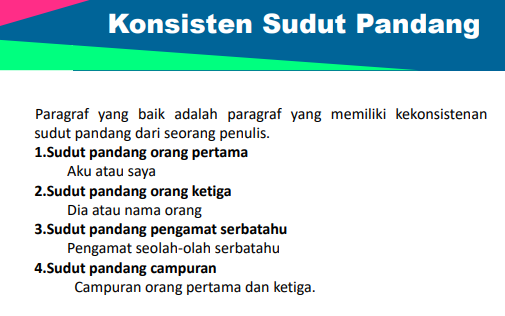 Konsisten Sudut Pandang
Paragraf yang baik adalah paragraf yang memiliki kekonsistenan
sudut pandang dari seorang penulis.
1.Sudut pandang orang pertama
Aku atau saya
2.Sudut pandang orang ketiga
Dia atau nama orang
3.Sudut pandang pengamat serbatahu
Pengamat seolah-olah serbatahu
4.Sudut pandang campuran
Campuran orang pertama dan ketiga.